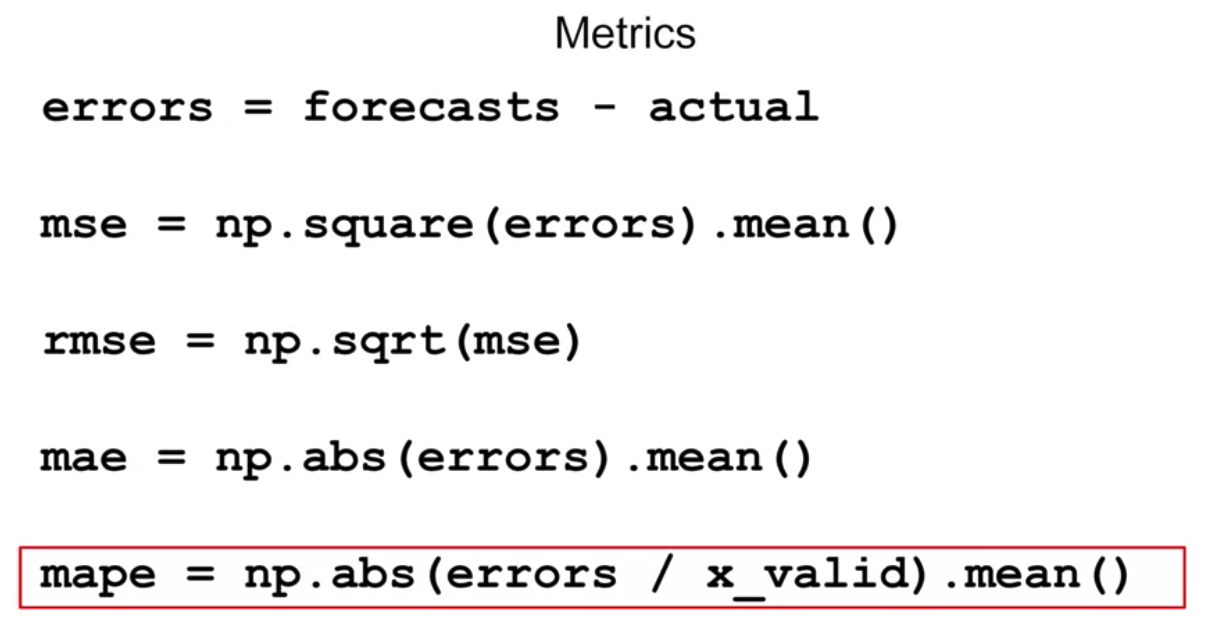 Metrics
errors = forecasts - actual
mse = np.square(errors).mean()
rmse = np.sqrt(mse)
mae = np.abs(errors).mean()
mape = np.abs(errors / x_valid).mean()